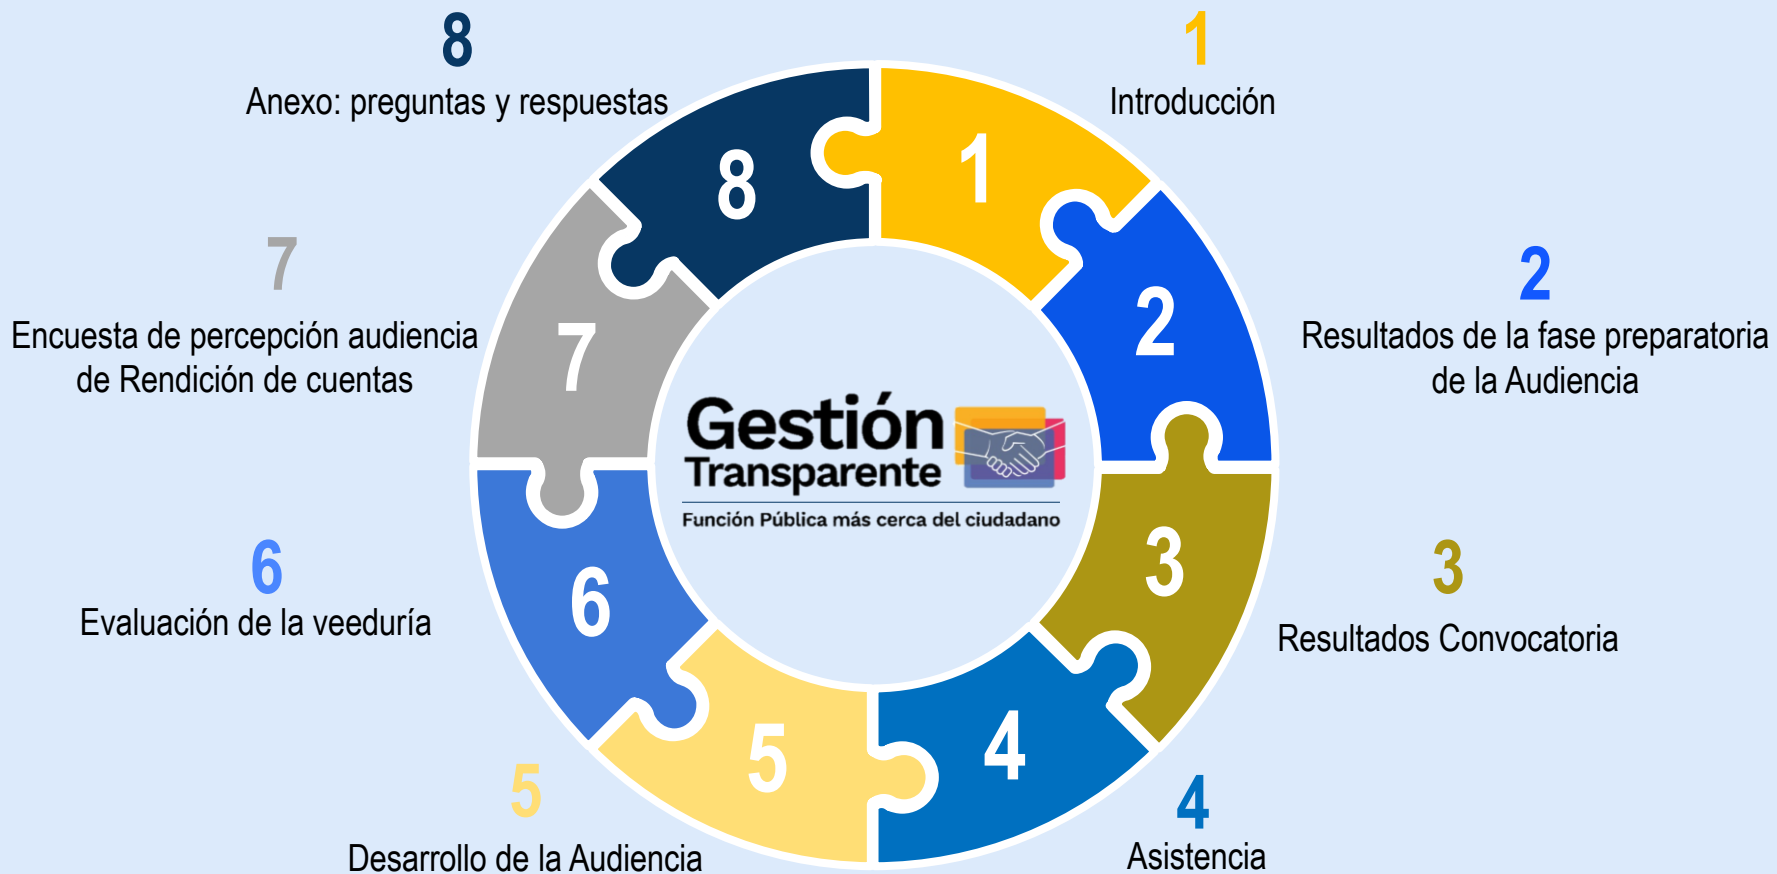 1
Introducción
2
Resultados de la fase preparatoria
de la Audiencia
3
Resultados Convocatoria
4
Asistencia
5
Desarrollo de la Audiencia
6
Evaluación de la veeduría
7
Encuesta de percepción audiencia
de Rendición de cuentas
8
Anexo: preguntas y respuestas
1
2
3
4
5
6
7
8
Gestión
Transparente
Función Pública más cerca del ciudadano